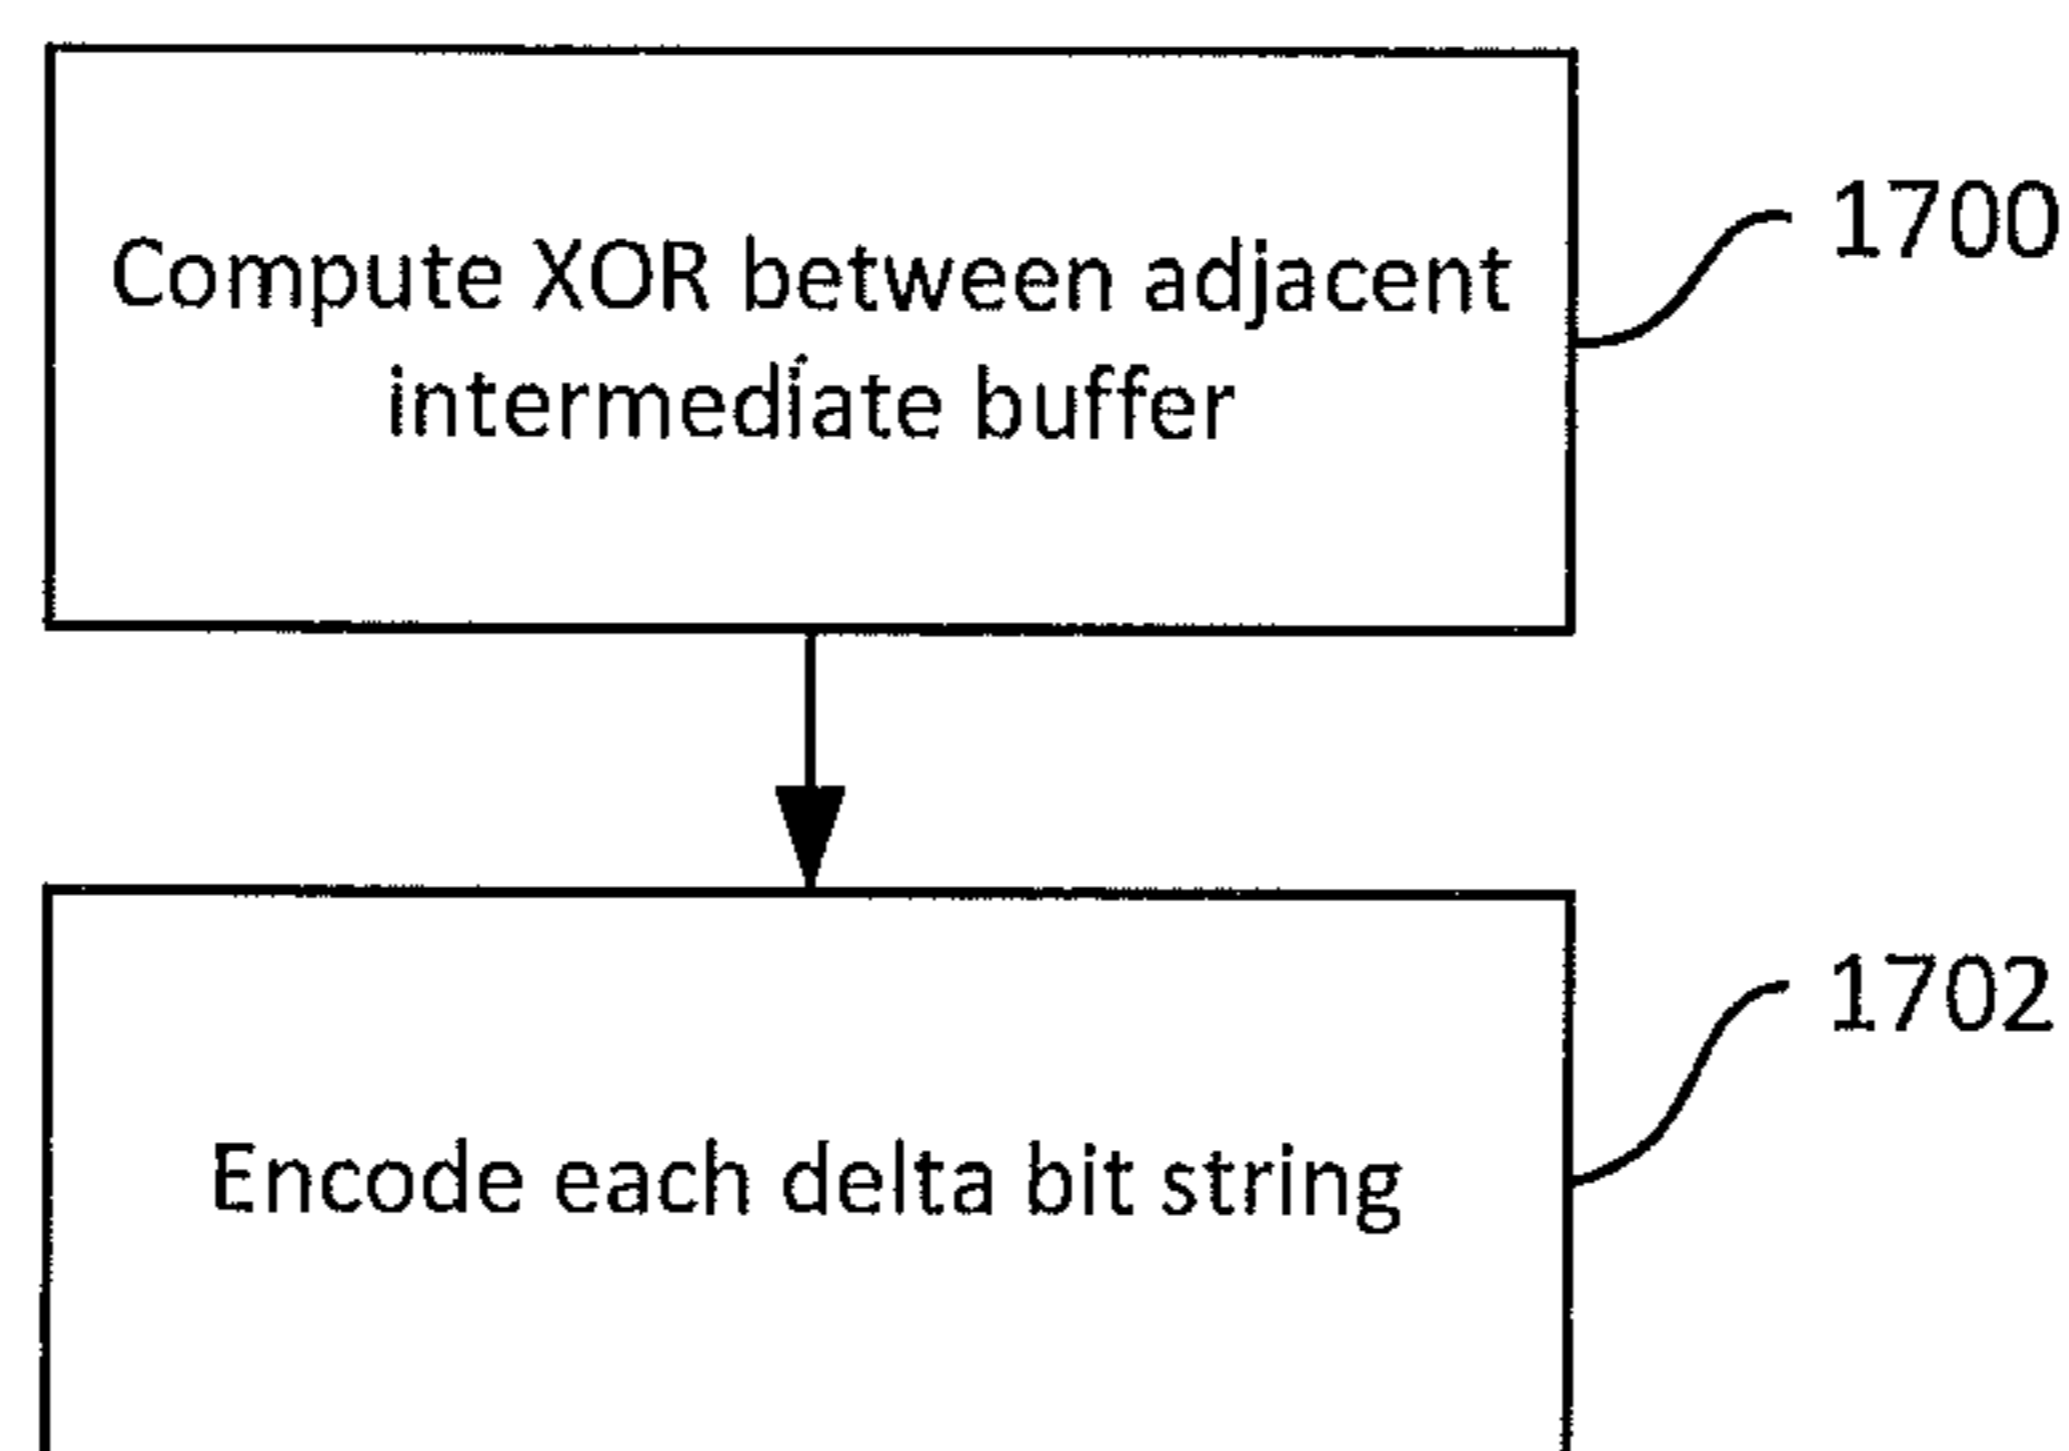 Compute XOR between adjacent
intermediate buffer
1700
Encode each delta bit string
1702